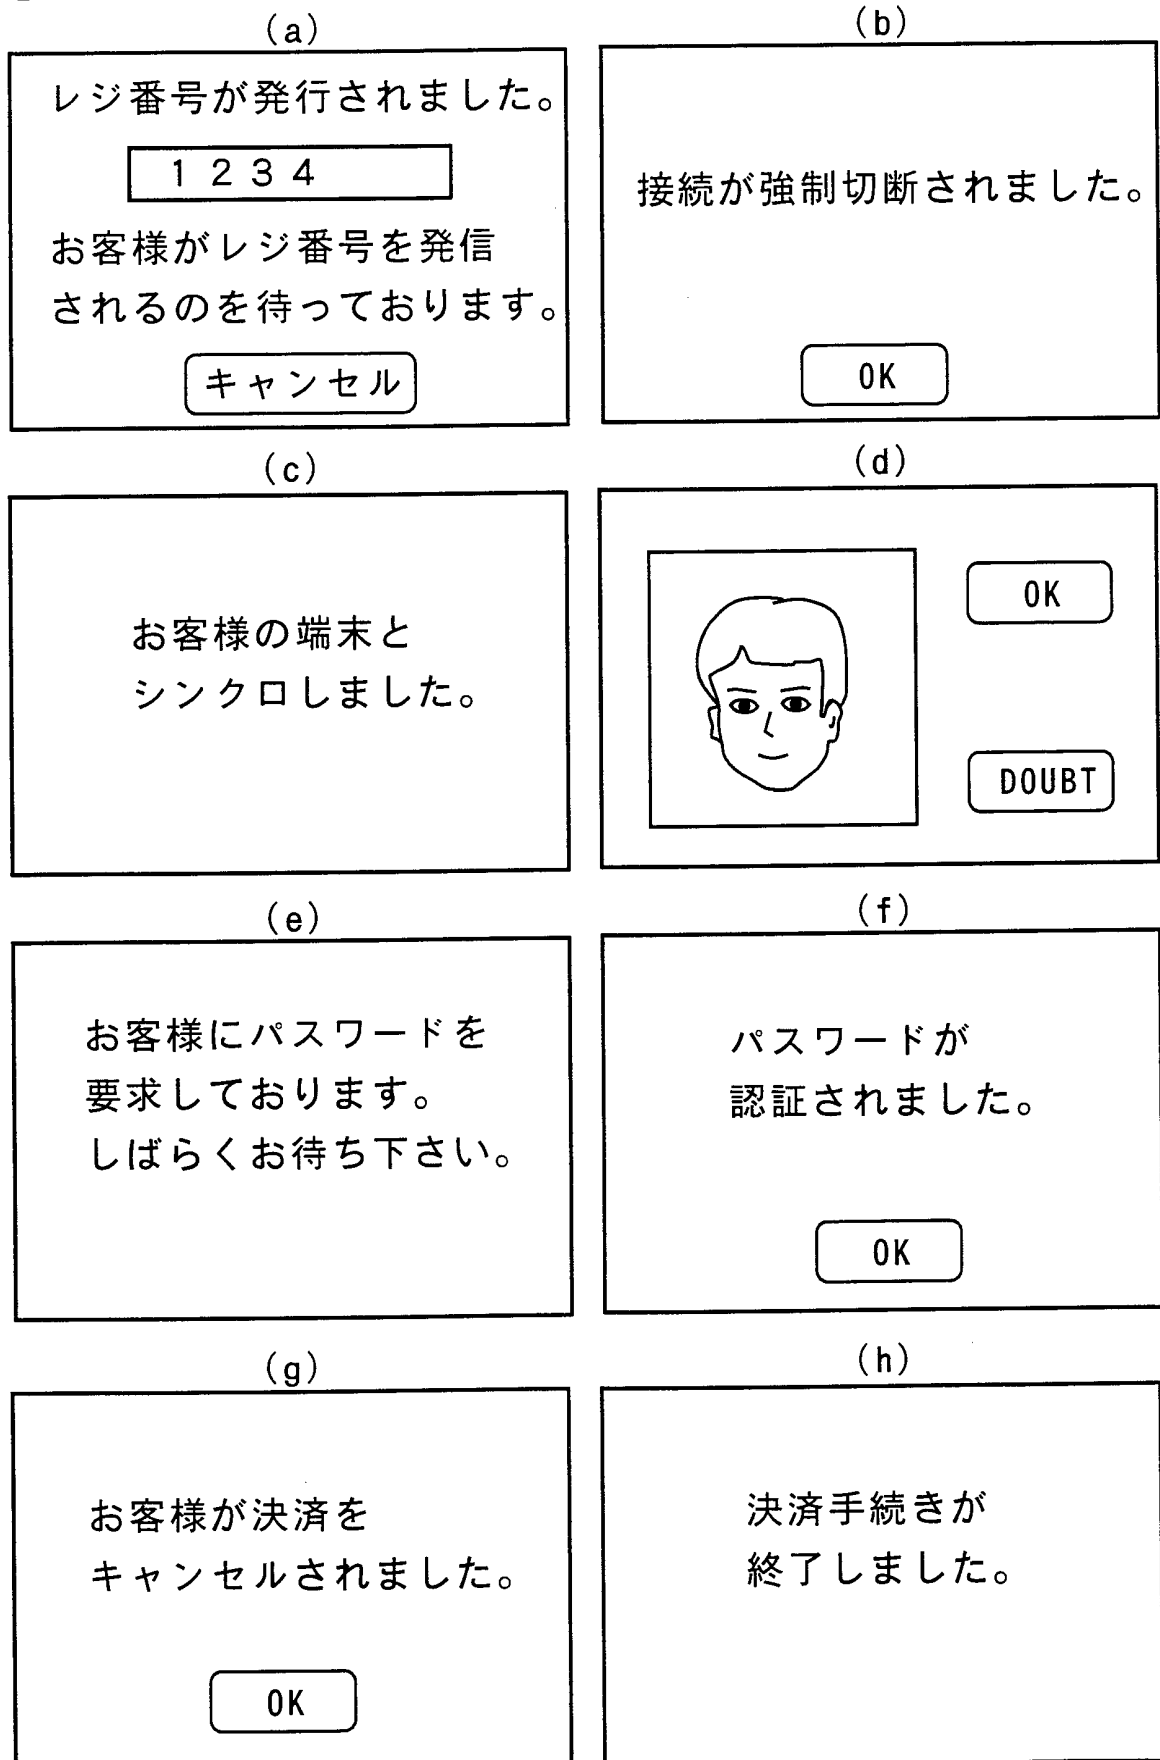 (a)
レジ番号が発行されました。
1234
お客様がレジ番号を発信
されるのを待っております。
キャンセル
(b)
接続が強制切断されました。
OK
(c)
お客様の端末と
シンクロしました。
(d)
OK
DOUBT
(e)
お客様にパスワードを
要求しております。
しばらくお待ち下さい。
(f)
パスワードが
認証されました。
OK
(g)
お客様が決済を
キャンセルされました。
OK
(h)
決済手続きが
終了しました。